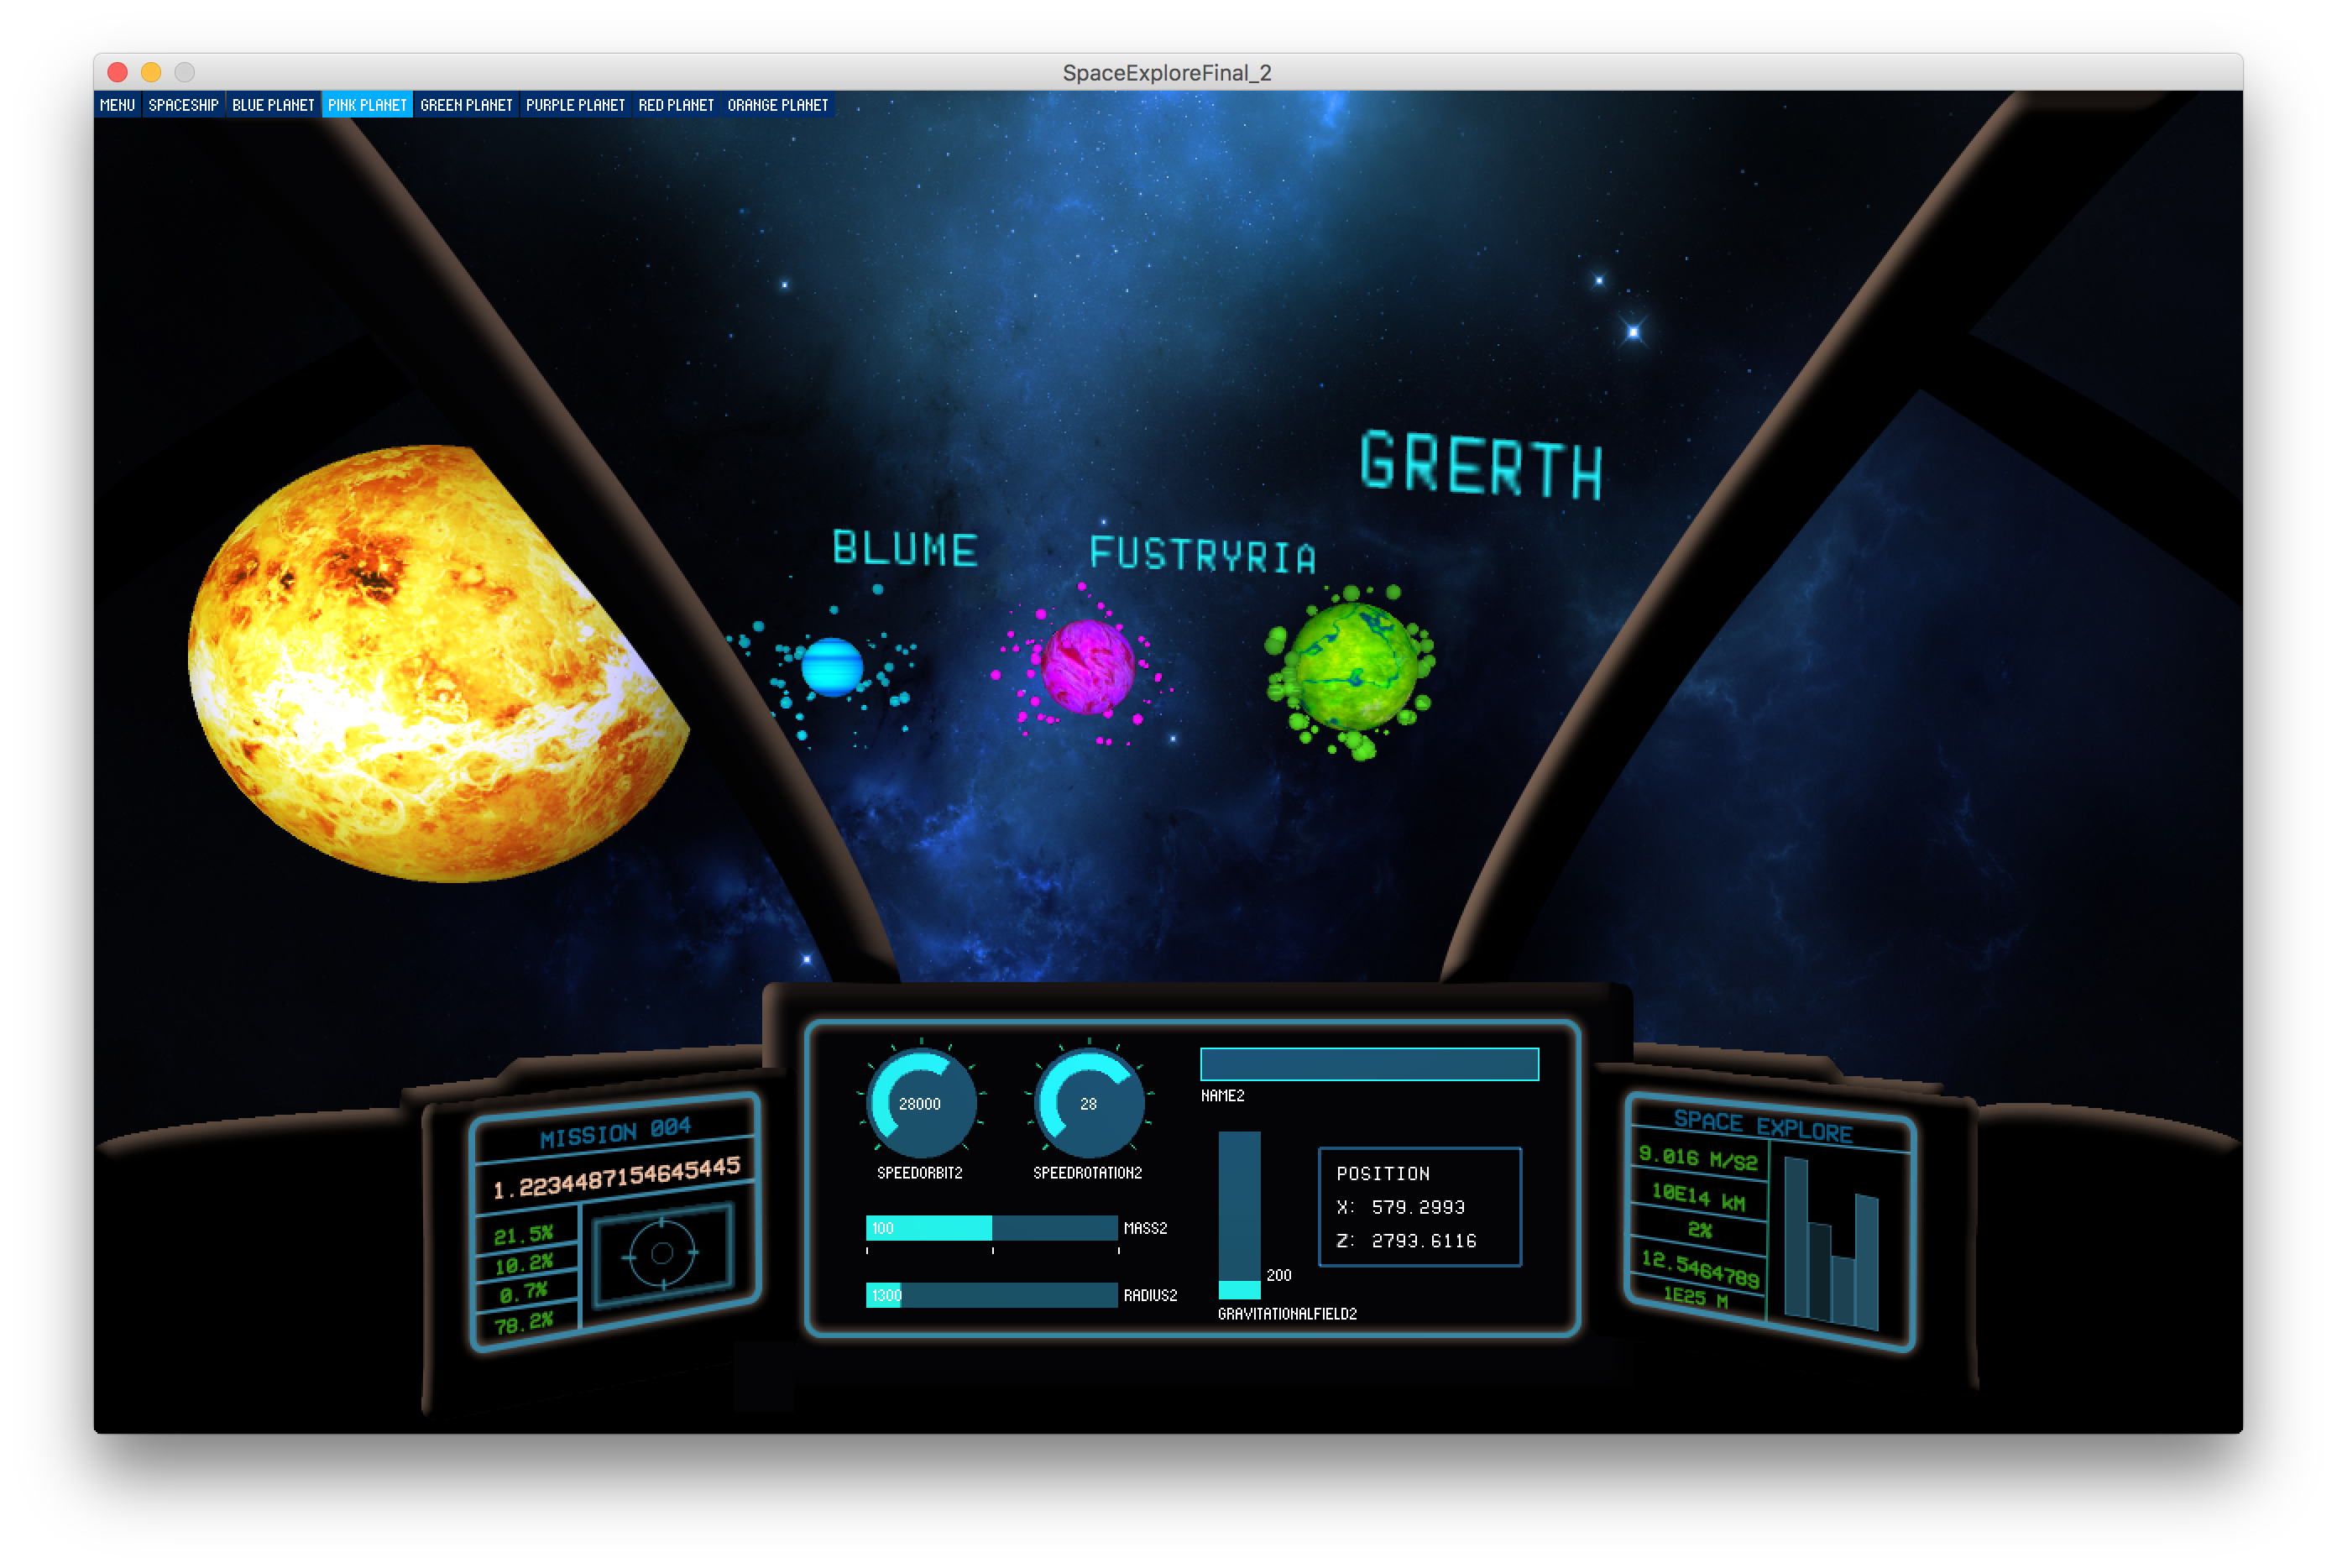 SpaceExploreFinal_2
MENU SPACESHIP BLUE PLANET PINK PLANET GREEN PLANET PURPLE PLANET RED PLANET ORANGE PLANET
GRERTH
BLUME
FUSTRYRIA
MISSION 004
1.2234487154645445
21.5%
10.2%
0.7%
78.2%
28000
SPEEDORBIT2
28
SPEEDROTATION2
100
MASS2
1300
RADIUS2
NAME2
200
GRAVITATIONALFIELD2
POSITION
X: 579.2993
Z: 2793.6116
SPACE EXPLORE
9.016 M/S2
10E14 kM
2%
12.5464789
1E25 M